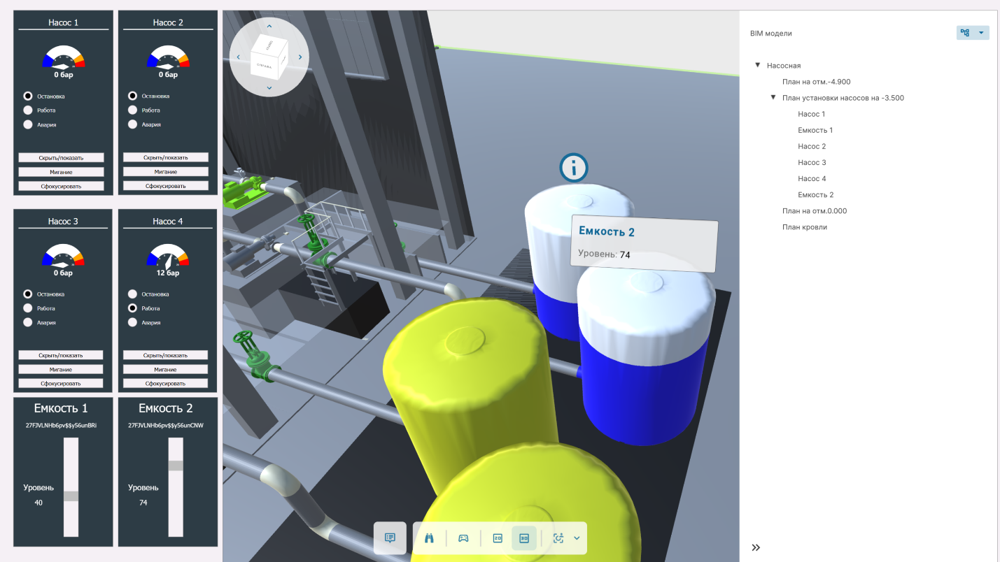 Насос 1
0 бар
Остановка
Работа
Авария
Скрыть/показать
Мигание
Сфокусировать
Насос 2
0 бар
Остановка
Работа
Авария
Скрыть/показать
Мигание
Сфокусировать
Насос 3
0 бар
Остановка
Работа
Авария
Скрыть/показать
Мигание
Сфокусировать
Насос 4
12 бар
Остановка
Работа
Авария
Скрыть/показать
Мигание
Сфокусировать
Емкость 1
27FJVLNHb6pv$$y56unBRi
Уровень
40
Емкость 2
27FJVLNHb6pv$$y56unCNW
Уровень
74
СПРАВА
Емкость 2
Уровень: 74
2D
3D
BIM модели
Насосная
План на отм.-4.900
План установки насосов на -3.500
Насос 1
Емкость 1
Насос 2
Насос 3
Насос 4
Емкость 2
План на отм.0.000
План кровли